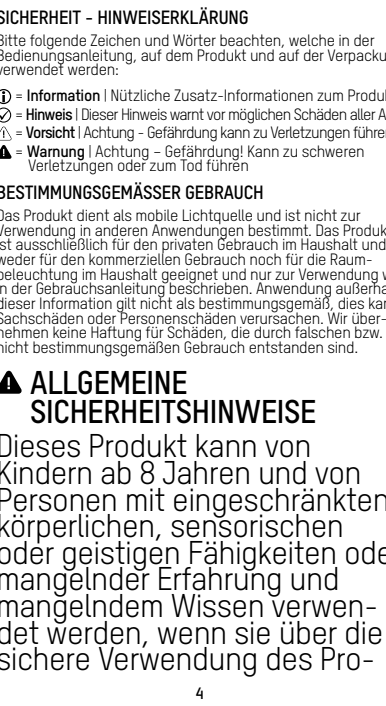 SICHERHEIT - HINWEISERKLÄRUNG
Bitte folgende Zeichen und Wörter beachten, welche in der
Bedienungsanleitung, auf dem Produkt und auf der Verpacku
verwendet werden:
= Information | Nützliche Zusatz-Informationen zum Produk
= Hinweis | Dieser Hinweis warnt vor möglichen Schäden aller A
= Vorsicht | Achtung - Gefährdung kann zu Verletzungen führe
= Warnung | Achtung – Gefährdung! Kann zu schweren
Verletzungen oder zum Tod führen
BESTIMMUNGSGEMÄSSER GEBRAUCH
Das Produkt dient als mobile Lichtquelle und ist nicht zur
Verwendung in anderen Anwendungen bestimmt. Das Produk
ist ausschließlich für den privaten Gebrauch im Haushalt und
weder für den kommerziellen Gebrauch noch für die Raum-
beleuchtung im Haushalt geeignet und nur zur Verwendung w
in der Gebrauchsanleitung beschrieben. Anwendung außerha
dieser Information gilt nicht als bestimmungsgemäß, dies kan
Sachschäden oder Personenschäden verursachen. Wir über-
nehmen keine Haftung für Schäden, die durch falschen bzw.
nicht bestimmungsgemäßen Gebrauch entstanden sind.
ALLGEMEINE
SICHERHEITSHINWEISE
Dieses Produkt kann von
Kindern ab 8 Jahren und von
Personen mit eingeschränkten
körperlichen, sensorischen
oder geistigen Fähigkeiten ode
mangelnder Erfahrung und
mangelndem Wissen verwen-
det werden, wenn sie über die
sichere Verwendung des Pro-
4